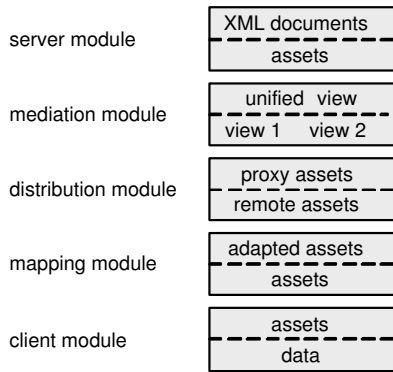 XML documents
server module
assets
unified view
mediation module
view 1 view 2
proxy assets
distribution module
remote assets
adapted assets
mapping module
assets
assets
client module
data